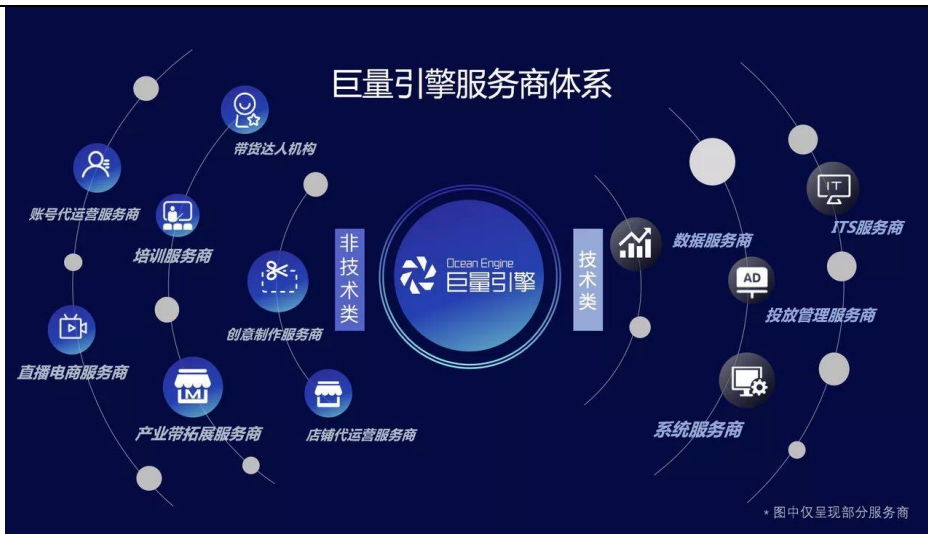 巨量引擎服务商体系
带货达人机构
账号代运营服务商
培训服务商
创意制作服务商
直播电商服务商
产业带拓展服务商
店铺代运营服务商
非技术类
Ocean Engine
巨量引擎
技术类
数据服务商
IT
ITS服务商
AD
投放管理服务商
系统服务商
M
* 图中仅呈现部分服务商